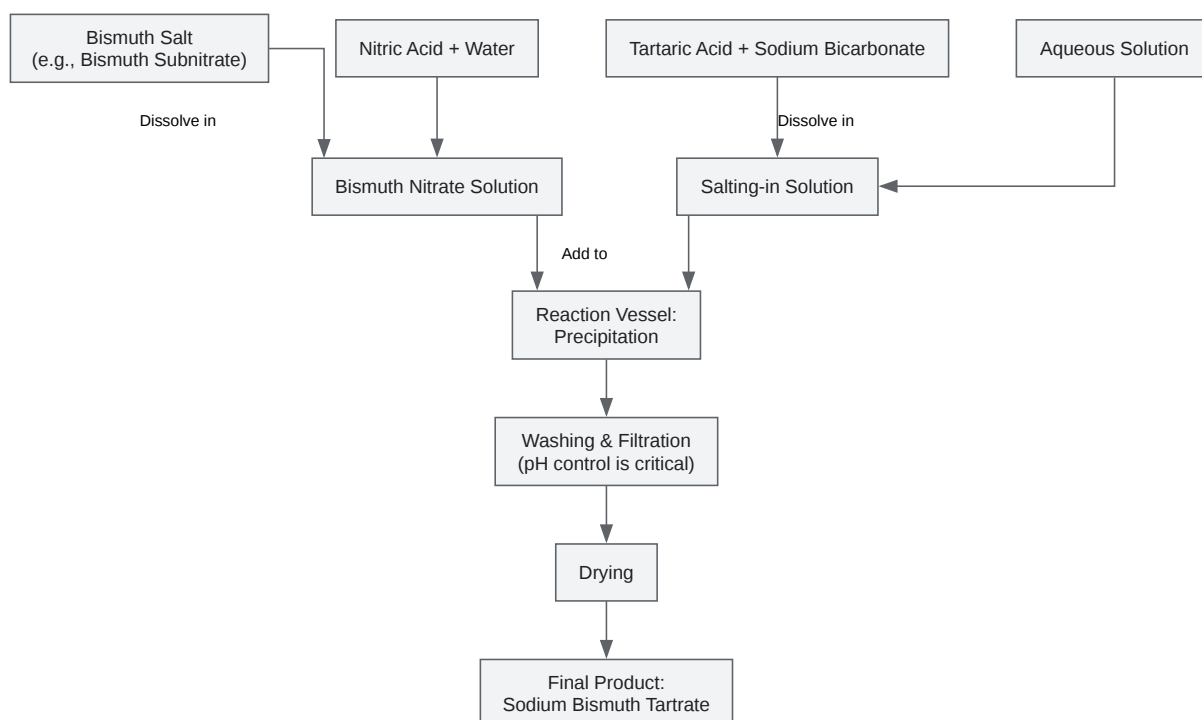 Bismuth Salt
(e.g., Bismuth Subnitrate)
Nitric Acid + Water
Tartaric Acid + Sodium Bicarbonate
Aqueous Solution
Dissolve in
Dissolve in
Bismuth Nitrate Solution
Salting-in Solution
Add to
Reaction Vessel:
Precipitation
Washing & Filtration
(pH control is critical)
Drying
Final Product:
Sodium Bismuth Tartrate